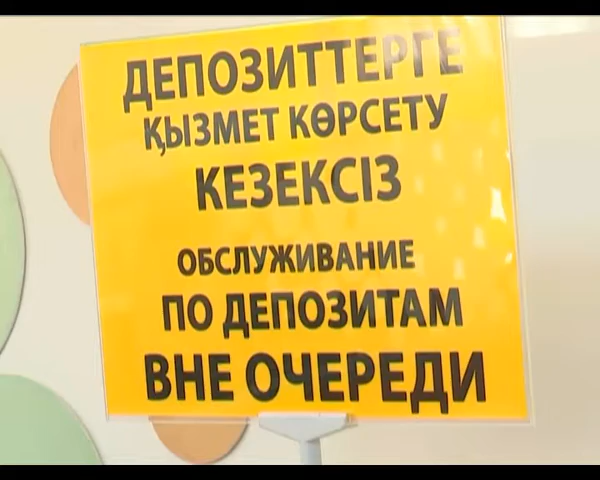 ДЕПОЗИТТЕРГЕ
ҚЫЗМЕТ КӨРСЕТУ
КЕЗЕКСІЗ
ОБСЛУЖИВАНИЕ
ПО ДЕПОЗИТАМ
ВНЕ ОЧЕРЕДИ